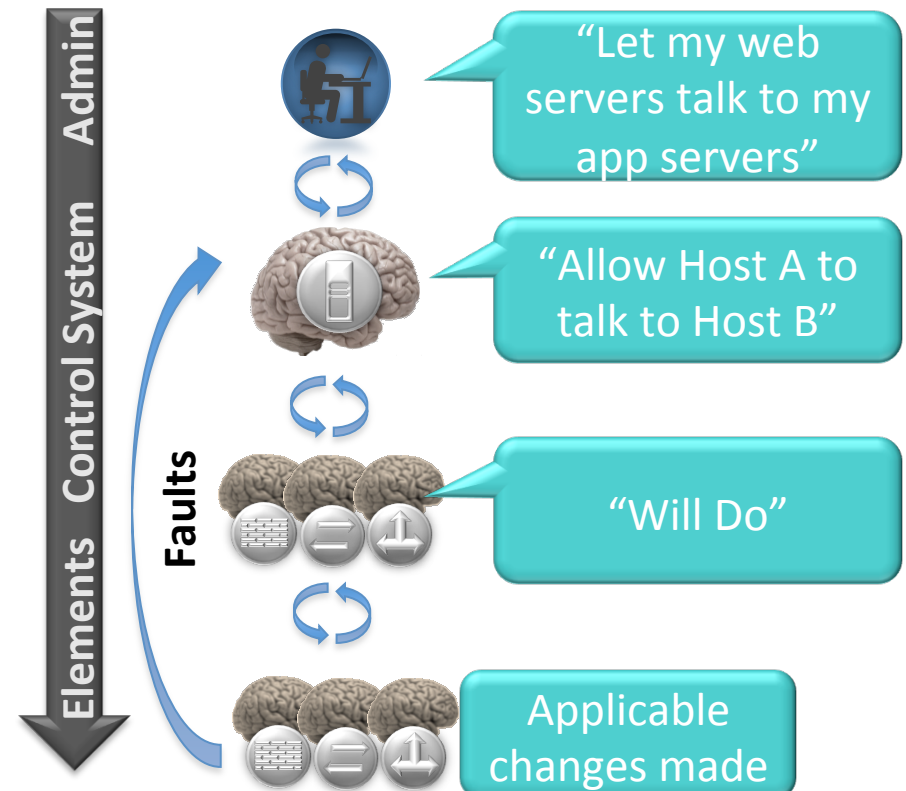 Admin
Control System
Elements
“Let my web
servers talk to my
app servers”
“Allow Host A to
talk to Host B”
Faults
“Will Do”
Applicable
changes made